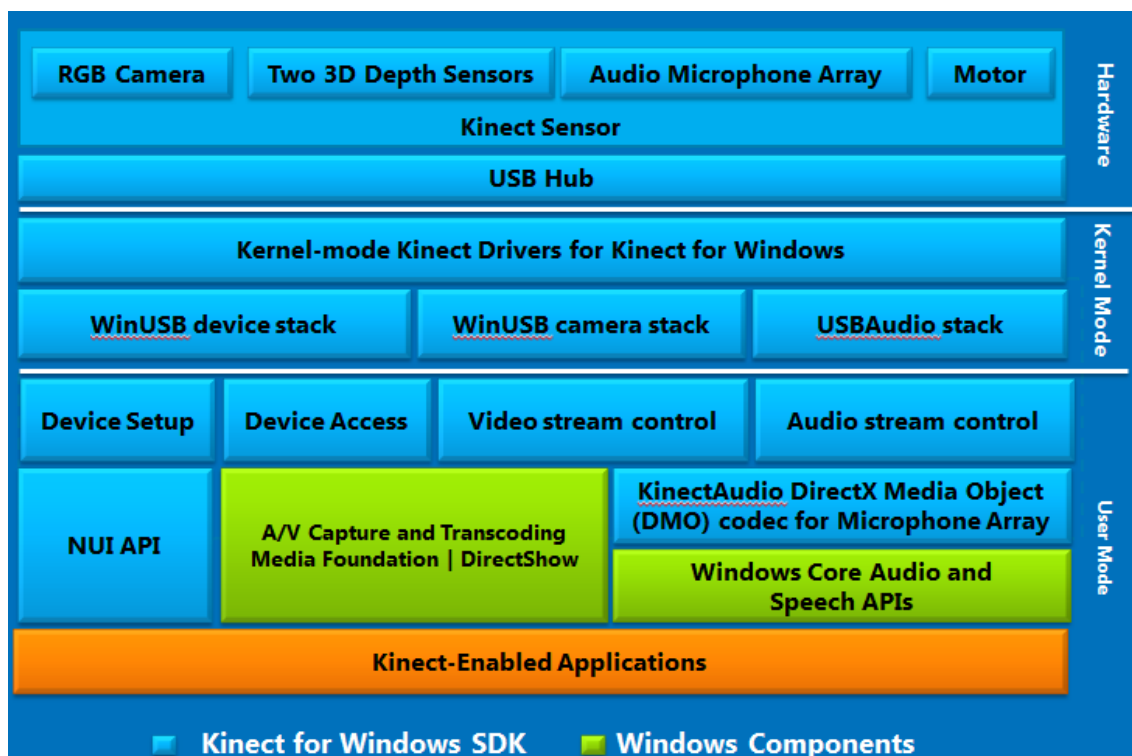 RGB Camera
Two 3D Depth Sensors
Audio Microphone Array
Motor
Kinect Sensor
USB Hub
Hardware
Kernel-mode Kinect Drivers for Kinect for Windows
WinUSB device stack
WinUSB camera stack
USBAudio stack
Kernel Mode
Device Setup
Device Access
Video stream control
Audio stream control
NUI API
A/V Capture and Transcoding
Media Foundation | DirectShow
KinectAudio DirectX Media Object
(DMO) codec for Microphone Array
Windows Core Audio and
Speech APIs
User Mode
Kinect-Enabled Applications
Kinect for Windows SDK
Windows Components